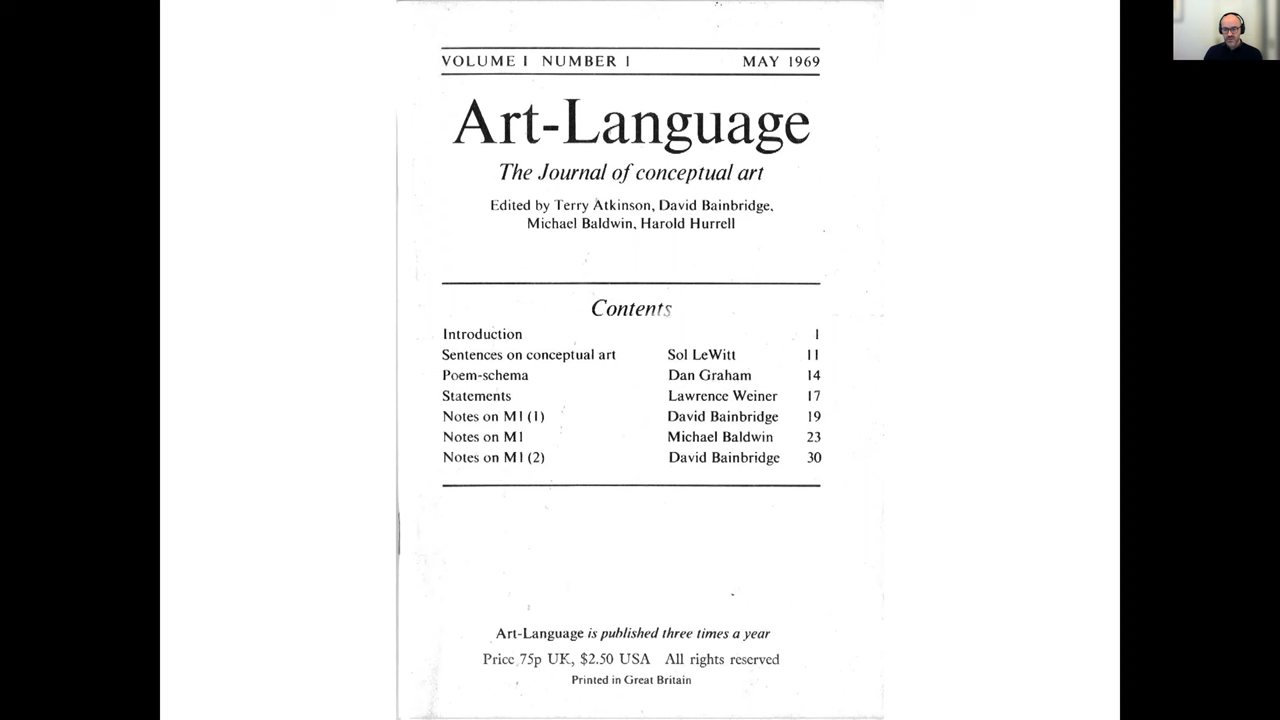 VOLUME I NUMBER 1 MAY 1969
Art-Language
The Journal of conceptual art
Edited by Terry Atkinson, David Bainbridge,
Michael Baldwin, Harold Hurrell
Contents
Introduction 1
Sentences on conceptual art Sol LeWitt 11
Poem-schema Dan Graham 14
Statements Lawrence Weiner 17
Notes on M1 (1) David Bainbridge 19
Notes on M1 Michael Baldwin 23
Notes on M1 (2) David Bainbridge 30
Art-Language is published three times a year
Price 75p UK, $2.50 USA All rights reserved
Printed in Great Britain